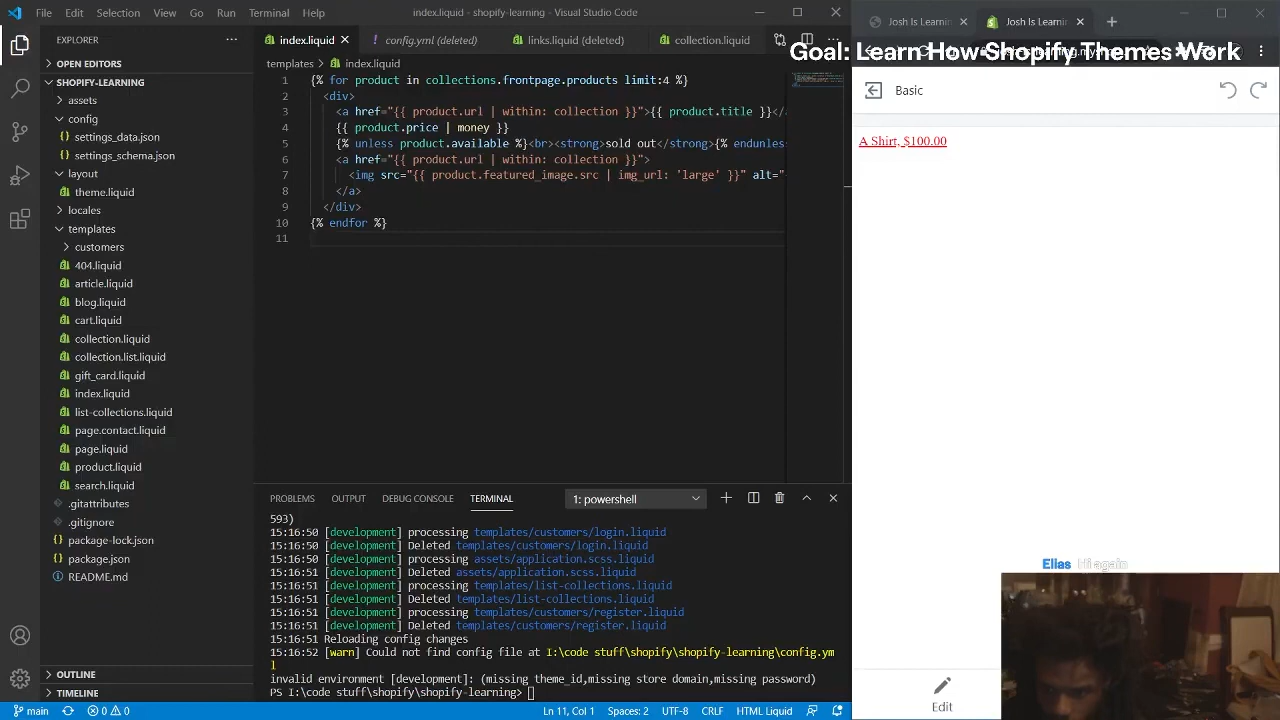 File Edit Selection View Go Run Terminal Help
index.liquid - shopify-learning - Visual Studio Code
EXPLORER
OPEN EDITORS
SHOPIFY-LEARNING
assets
config
settings_data.json
settings_schema.json
layout
theme.liquid
locales
templates
customers
404.liquid
article.liquid
blog.liquid
cart.liquid
collection.liquid
collection.list.liquid
gift_card.liquid
index.liquid
list-collections.liquid
page.contact.liquid
page.liquid
product.liquid
search.liquid
.gitattributes
.gitignore
package-lock.json
package.json
README.md
OUTLINE
TIMELINE
index.liquid
config.yml (deleted)
links.liquid (deleted)
collection.liquid
templates > index.liquid
1 {% for product in collections.frontpage.products limit:4 %}
2 <div>
3 <a href="{{ product.url | within: collection }}">{{ product.title }}</
4 {{ product.price | money }}
5 {% unless product.available %}<br><strong>sold out</strong>{% endunles
6 <a href="{{ product.url | within: collection }}">
7 <img src="{{ product.featured_image.src | img_url: 'large' }}" alt="
8 </a>
9 </div>
10 {% endfor %}
11
PROBLEMS OUTPUT DEBUG CONSOLE TERMINAL
1: powershell
593)
15:16:50 [development] processing templates/customers/login.liquid
15:16:50 [development] Deleted templates/customers/login.liquid
15:16:50 [development] processing assets/application.scss.liquid
15:16:51 [development] Deleted assets/application.scss.liquid
15:16:51 [development] processing templates/list-collections.liquid
15:16:51 [development] Deleted templates/list-collections.liquid
15:16:51 [development] processing templates/customers/register.liquid
15:16:51 [development] Deleted templates/customers/register.liquid
15:16:51 Reloading config changes
15:16:52 [warn] Could not find config file at I:\code stuff\shopify\shopify-learning\config.ym
l
invalid environment [development]: (missing theme_id,missing store domain,missing password)
PS I:\code stuff\shopify\shopify-learning>
main
0 0
Ln 11, Col 1 Spaces: 2 UTF-8 CRLF HTML Liquid
Josh Is Learnin
Josh Is Learnin
Goal: Learn How Shopify Themes Work
Basic
A Shirt, $100.00
Ellas Hi again
Edit